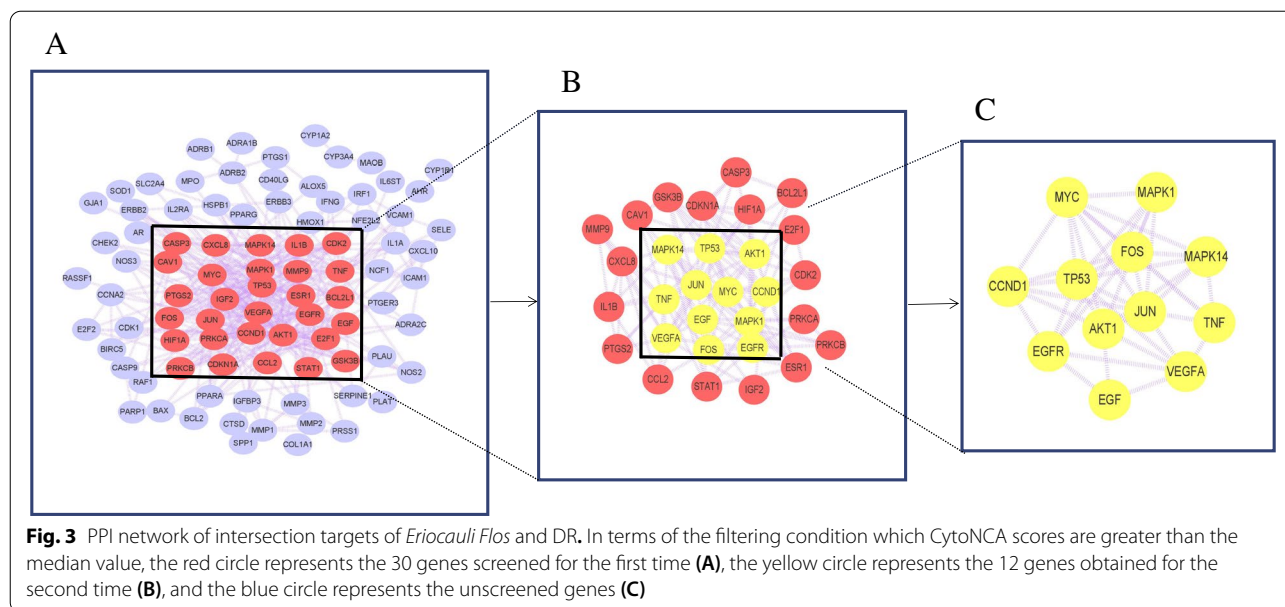 A
B
C
CYP1A2
ADRA1B
ADRB1
CYP3A4
PTGS1
MAOB
ADRB2
CYP1B1
CD40LG
IL6ST
SLC2A4
MPO
ALOX5
AHR
SOD1
IRF1
GJA1
IL2RA
HSPB1
ERBB3
IFNG
ERBB2
PPARG
VCAM1
HMOX1
NFE2L2
AR
SELE
CHEK2
IL1A
CXCL10
NOS3
NCF1
RASSF1
ICAM1
CCNA2
PTGER3
E2F2
CDK1
ADRA2C
BIRC5
PLAU
CASP9
NOS2
RAF1
PPARA
IGFBP3
SERPINE1
PLAT
PARP1
BAX
MMP3
BCL2
CTSD
MMP2
PRSS1
MMP1
SPP1
COL1A1
CASP3
CXCL8
MAPK14
IL1B
CDK2
CAV1
MYC
MAPK1
MMP9
TNF
TP53
PTGS2
IGF2
ESR1
BCL2L1
VEGFA
FOS
JUN
EGFR
EGF
HIF1A
PRKCA
CCND1
AKT1
E2F1
PRKCB
CDKN1A
CCL2
STAT1
GSK3B
CASP3
BCL2L1
GSK3B
CDKN1A
HIF1A
CAV1
MMP9
E2F1
CXCL8
MAPK14
TP53
AKT1
CDK2
JUN
MYC
CCND1
IL1B
TNF
EGF
PRKCA
MAPK1
PTGS2
VEGFA
FOS
EGFR
PRKCB
ESR1
CCL2
STAT1
IGF2
MYC
MAPK1
FOS
MAPK14
CCND1
TP53
JUN
TNF
AKT1
EGFR
VEGFA
EGF
Fig. 3 PPI network of intersection targets of Eriocauli Flos and DR. In terms of the filtering condition which CytoNCA scores are greater than the
median value, the red circle represents the 30 genes screened for the first time (A), the yellow circle represents the 12 genes obtained for the
second time (B), and the blue circle represents the unscreened genes (C)